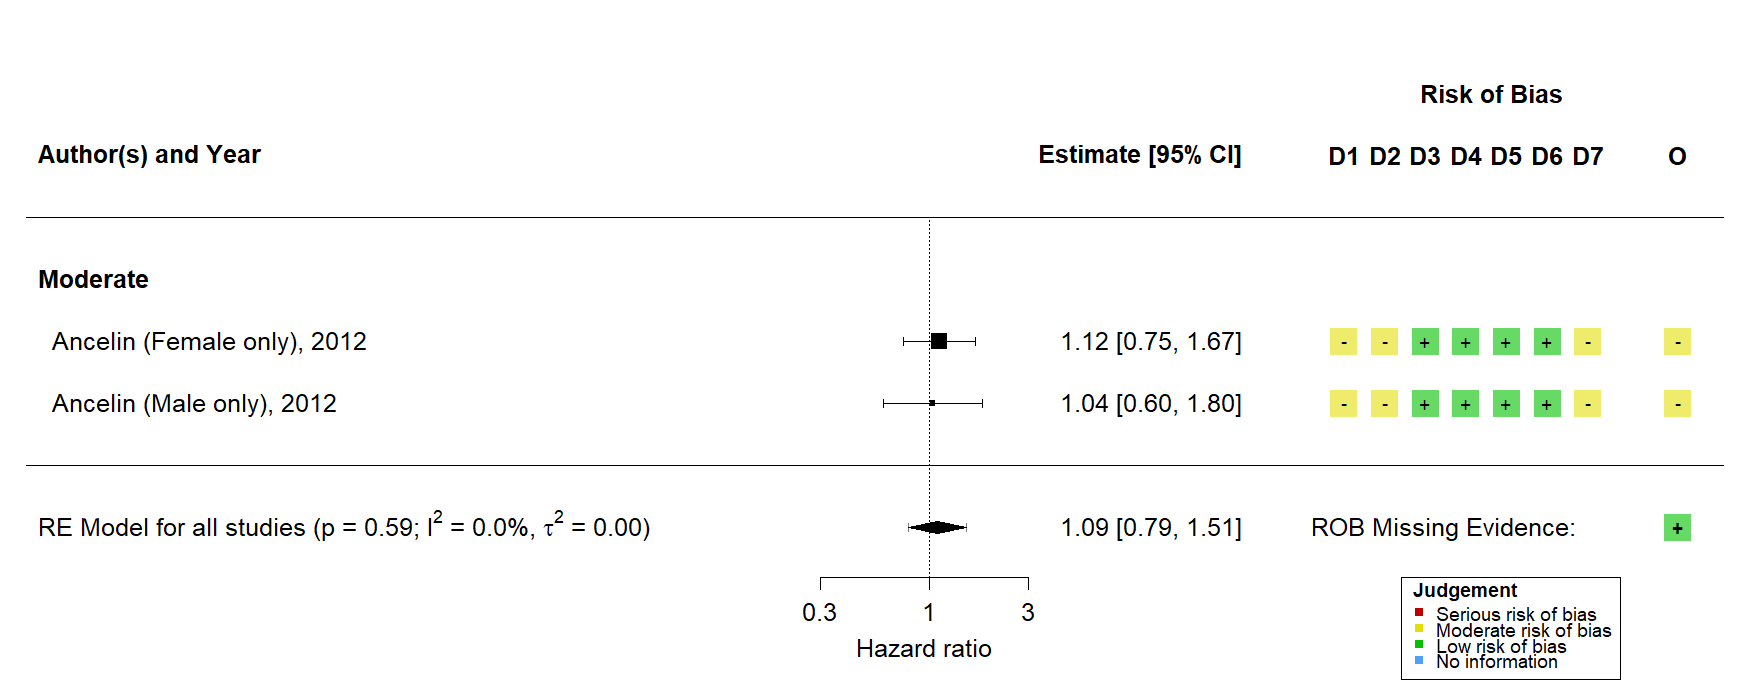 Risk of Bias
Author(s) and Year Estimate [95% CI] D1 D2 D3 D4 D5 D6 D7 O
Moderate
Ancelin (Female only), 2012 1.12 [0.75, 1.67] - - + + + + - -
Ancelin (Male only), 2012 1.04 [0.60, 1.80] - - + + + + - -
RE Model for all studies (p = 0.59; I² = 0.0%, τ² = 0.00) 1.09 [0.79, 1.51] ROB Missing Evidence: +
0.3 1 3
Hazard ratio
Judgement
Serious risk of bias
Moderate risk of bias
Low risk of bias
No information